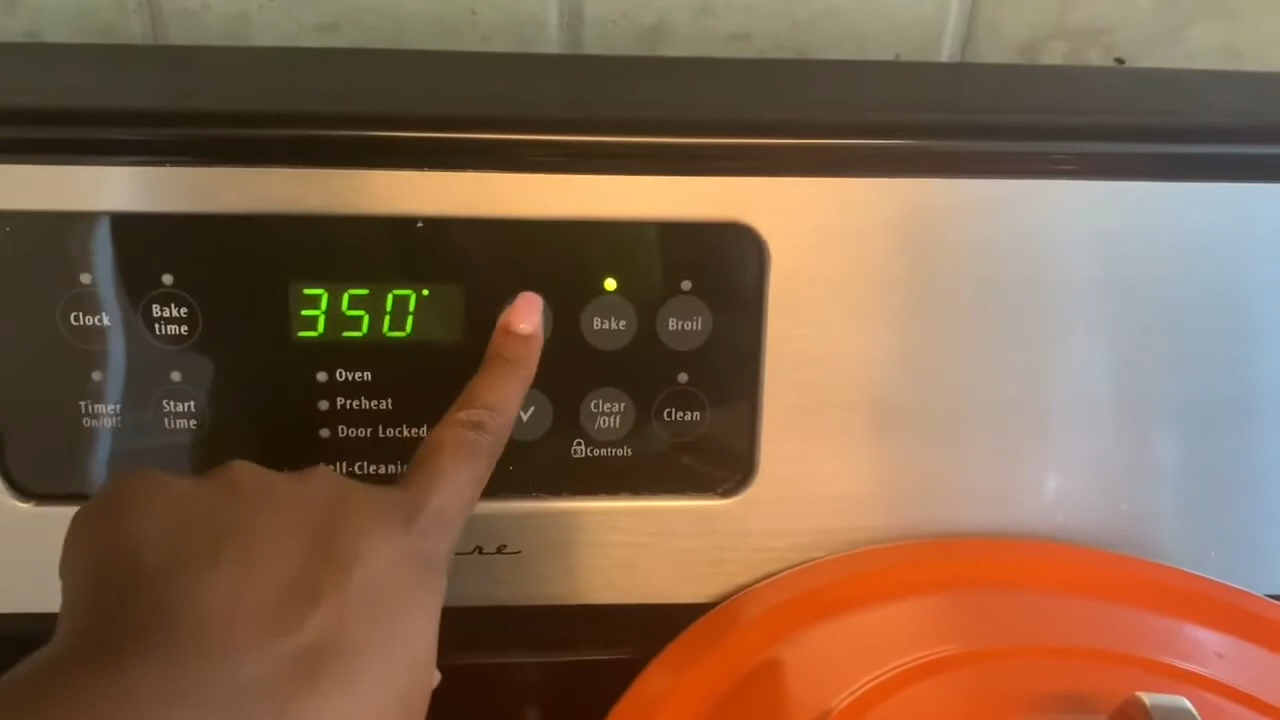 Clock
Bake
time
350°
Bake
Broil
Oven
Preheat
Door Locked
Timer
On/Off
Start
time
Clear
/Off
Clean
Controls